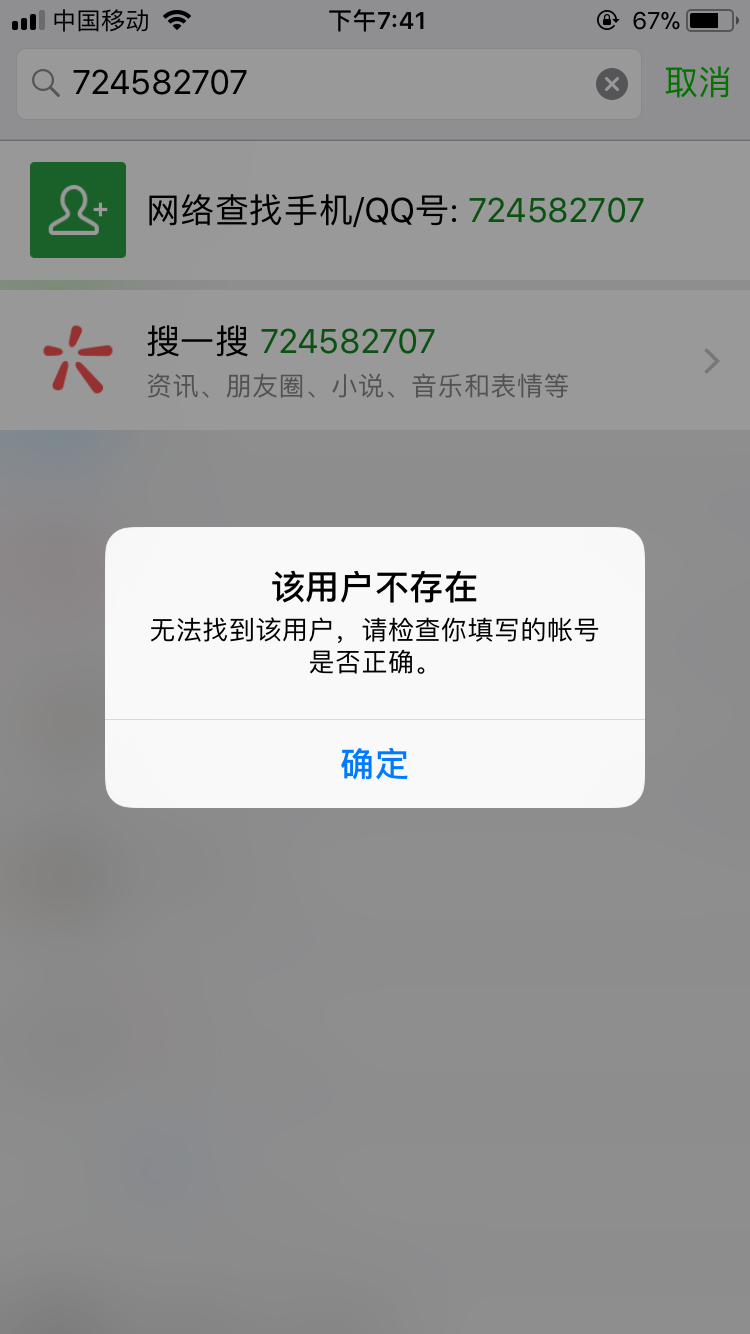 中国移动 下午7:41 67%
724582707 取消
网络查找手机/QQ号: 724582707
搜一搜 724582707
资讯、朋友圈、小说、音乐和表情等
该用户不存在
无法找到该用户，请检查你填写的帐号
是否正确。
确定